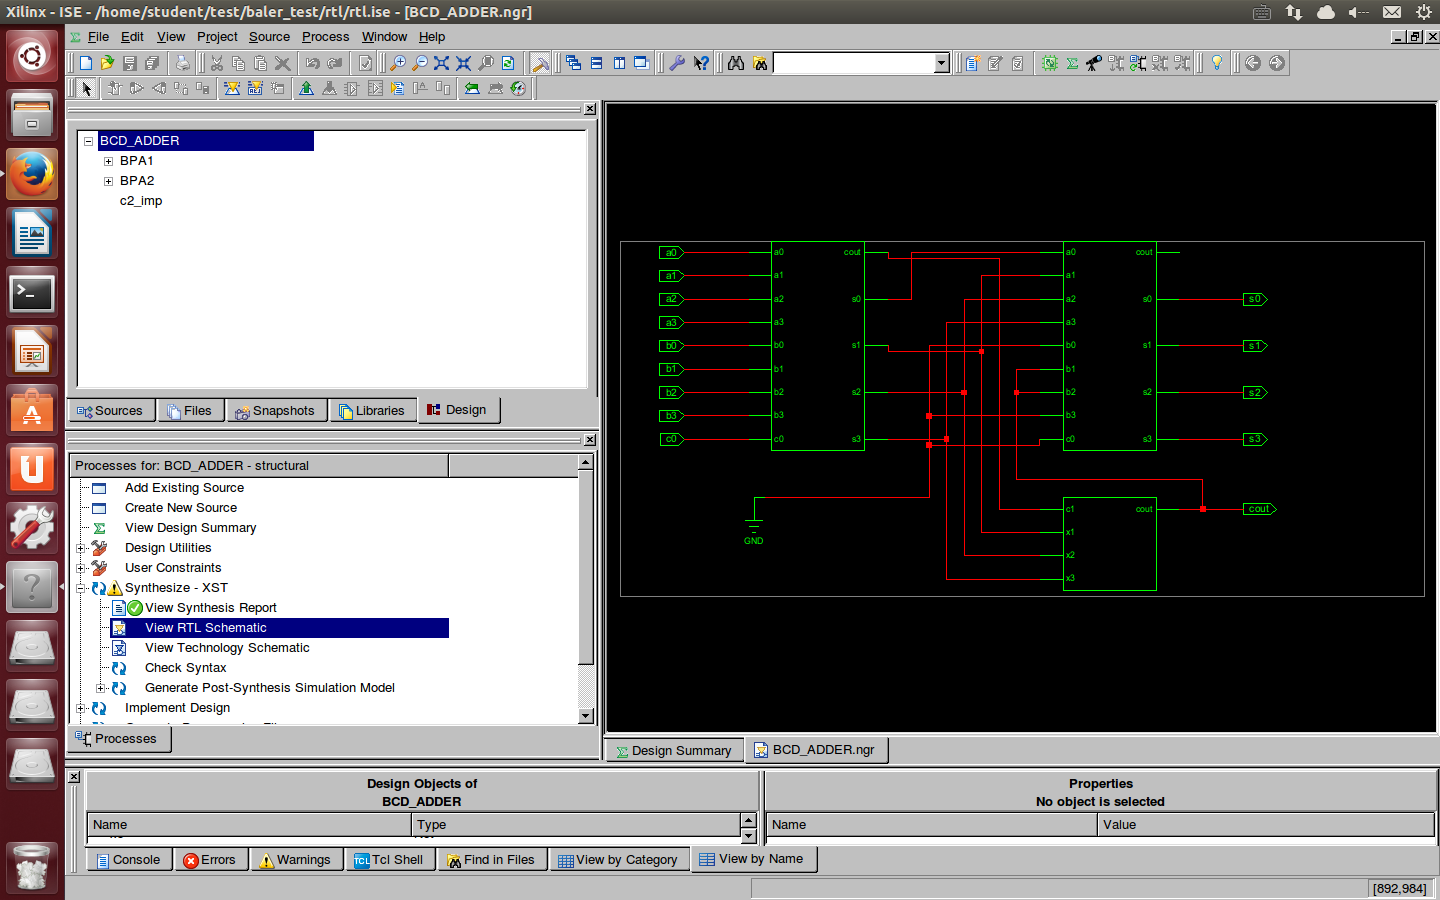 Xilinx - ISE - /home/student/test/baler_test/rtl/rtl.ise - [BCD_ADDER.ngr]
File Edit View Project Source Process Window Help
BCD_ADDER
BPA1
BPA2
c2_imp
Sources Files Snapshots Libraries Design
Processes for: BCD_ADDER - structural
Add Existing Source
Create New Source
View Design Summary
Design Utilities
User Constraints
Synthesize - XST
View Synthesis Report
View RTL Schematic
View Technology Schematic
Check Syntax
Generate Post-Synthesis Simulation Model
Implement Design
Processes
a0 a0 cout a0 cout
a1 a1 a1
a2 a2 s0 a2 s0 s0
a3 a3 a3
b0 b0 s1 b0 s1 s1
b1 b1 b1
b2 b2 s2 b2 s2 s2
b3 b3 b3
c0 c0 s3 c0 s3 s3
c1 cout cout
x1
GND
x2
x3
Design Summary BCD_ADDER.ngr
Design Objects of
BCD_ADDER
Name Type
Properties
No object is selected
Name Value
Console Errors Warnings TCL Tcl Shell Find in Files View by Category View by Name
[892,984]